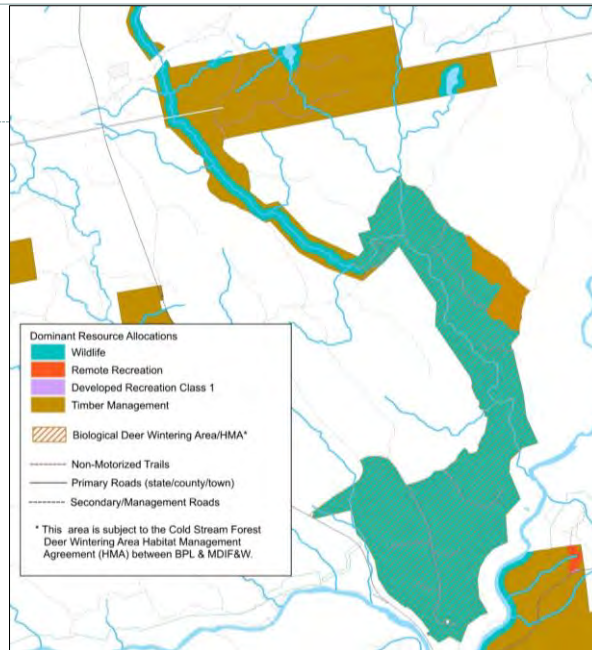 Dominant Resource Allocations
Wildlife
Remote Recreation
Developed Recreation Class 1
Timber Management
Biological Deer Wintering Area/HMA*
Non-Motorized Trails
Primary Roads (state/county/town)
Secondary/Management Roads
* This area is subject to the Cold Stream Forest
Deer Wintering Area Habitat Management
Agreement (HMA) between BPL & MDIF&W.